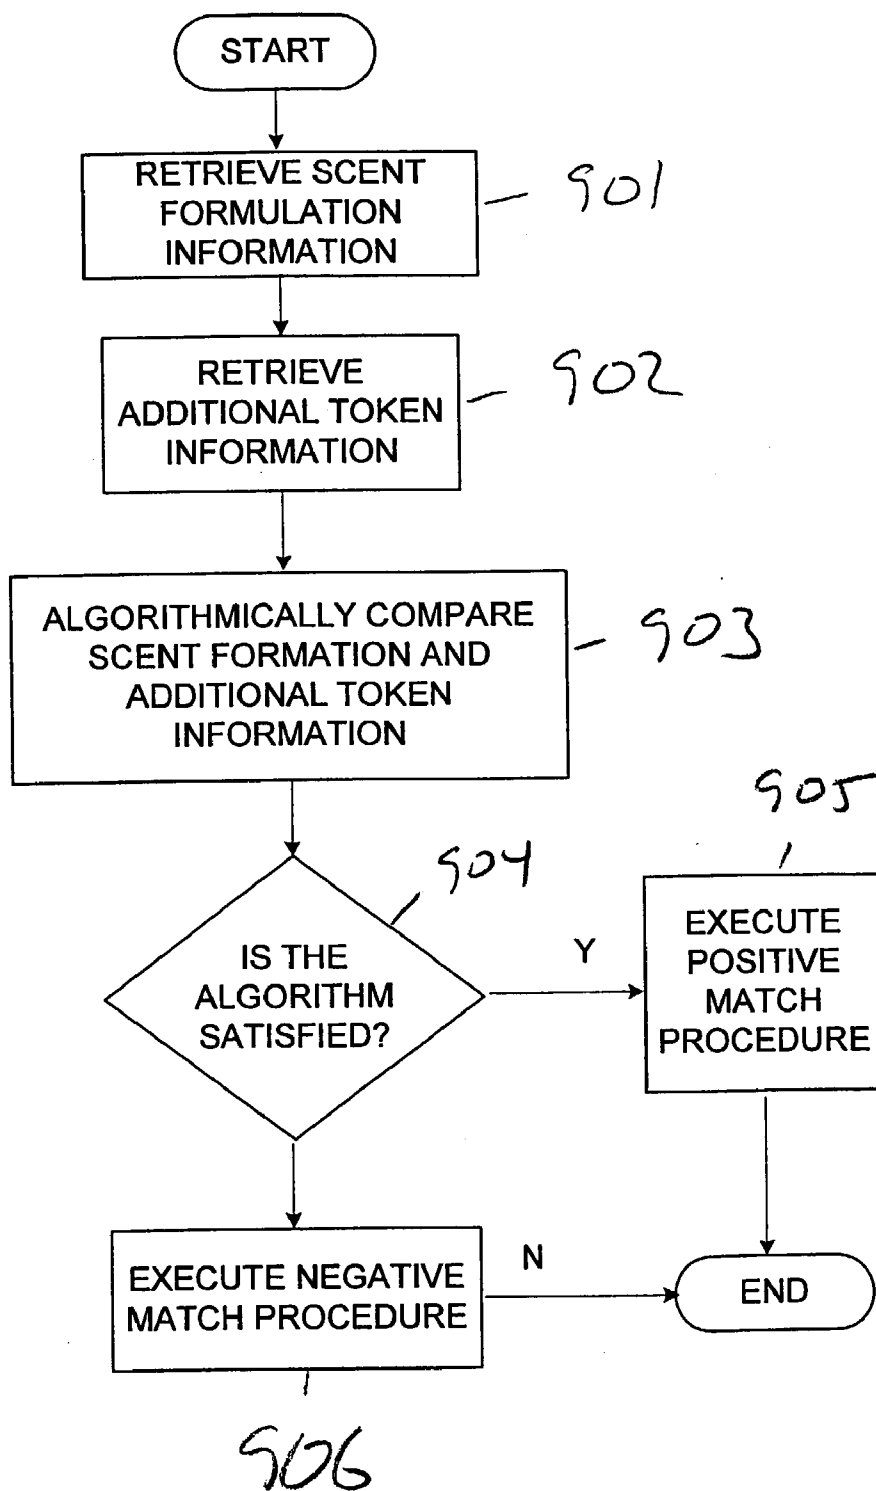 START
RETRIEVE SCENT
FORMULATION
INFORMATION
901
RETRIEVE
ADDITIONAL TOKEN
INFORMATION
902
ALGORITHMICALLY COMPARE
SCENT FORMATION AND
ADDITIONAL TOKEN
INFORMATION
903
904
IS THE
ALGORITHM
SATISFIED?
Y
905
EXECUTE
POSITIVE
MATCH
PROCEDURE
EXECUTE NEGATIVE
MATCH PROCEDURE
N
END
906